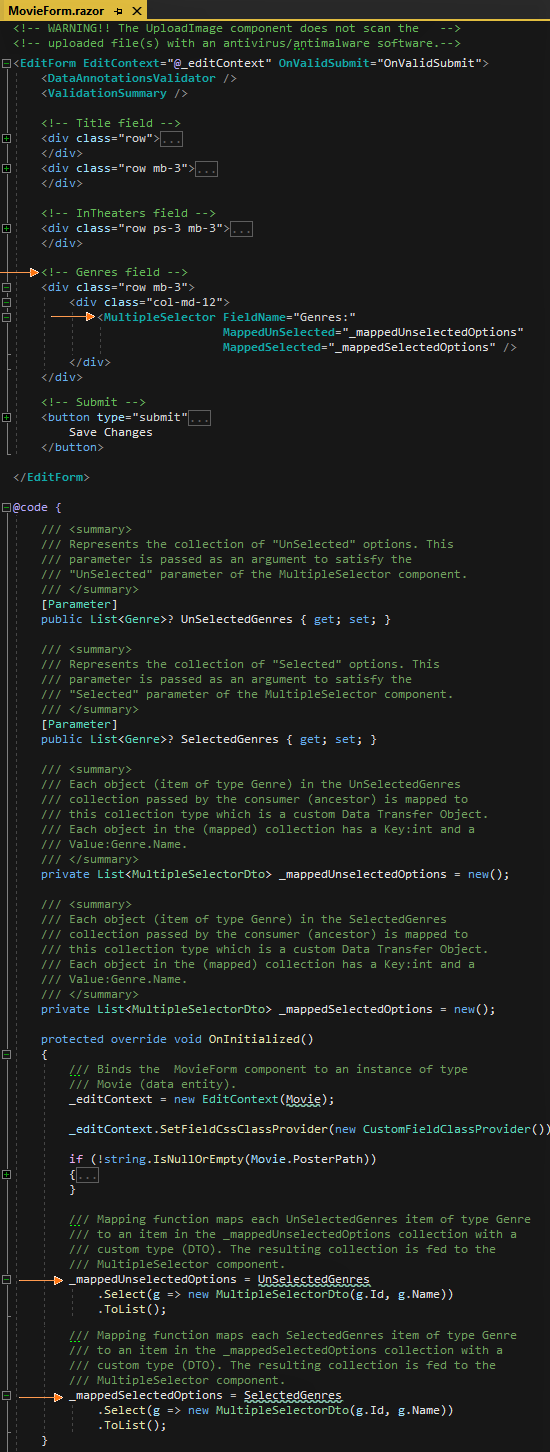 MovieForm.razor
<!-- WARNING!! The UploadImage component does not scan the   -->
<!-- uploaded file(s) with an antivirus/antimalware software.-->
<EditForm EditContext="@_editContext" OnValidSubmit="OnValidSubmit">
    <DataAnnotationsValidator />
    <ValidationSummary />

    <!-- Title field -->
    <div class="row">...
    </div>
    <div class="row mb-3">...
    </div>

    <!-- InTheaters field -->
    <div class="row ps-3 mb-3">...
    </div>

    <!-- Genres field -->
    <div class="row mb-3">
        <div class="col-md-12">
            <MultipleSelector FieldName="Genres:"
                              MappedUnSelected="_mappedUnselectedOptions"
                              MappedSelected="_mappedSelectedOptions" />
        </div>
    </div>

    <!-- Submit -->
    <button type="submit"...
        Save Changes
    </button>

</EditForm>

@code {
    /// <summary>
    /// Represents the collection of "UnSelected" options. This
    /// parameter is passed as an argument to satisfy the
    /// "UnSelected" parameter of the MultipleSelector component.
    /// </summary>
    [Parameter]
    public List<Genre>? UnSelectedGenres { get; set; }

    /// <summary>
    /// Represents the collection of "Selected" options. This
    /// parameter is passed as an argument to satisfy the
    /// "Selected" parameter of the MultipleSelector component.
    /// </summary>
    [Parameter]
    public List<Genre>? SelectedGenres { get; set; }

    /// <summary>
    /// Each object (item of type Genre) in the UnSelectedGenres
    /// collection passed by the consumer (ancestor) is mapped to
    /// this collection type which is a custom Data Transfer Object.
    /// Each object in the (mapped) collection has a Key:int and a
    /// Value:Genre.Name.
    /// </summary>
    private List<MultipleSelectorDto> _mappedUnselectedOptions = new();

    /// <summary>
    /// Each object (item of type Genre) in the SelectedGenres
    /// collection passed by the consumer (ancestor) is mapped to
    /// this collection type which is a custom Data Transfer Object.
    /// Each object in the (mapped) collection has a Key:int and a
    /// Value:Genre.Name.
    /// </summary>
    private List<MultipleSelectorDto> _mappedSelectedOptions = new();

    protected override void OnInitialized()
    {
        /// Binds the  MovieForm component to an instance of type
        /// Movie (data entity).
        _editContext = new EditContext(Movie);

        _editContext.SetFieldCssClassProvider(new CustomFieldClassProvider())

        if (!string.IsNullOrEmpty(Movie.PosterPath))
        {...
        }

        /// Mapping function maps each UnSelectedGenres item of type Genre
        /// to an item in the _mappedUnselectedOptions collection with a
        /// custom type (DTO). The resulting collection is fed to the
        /// MultipleSelector component.
        _mappedUnselectedOptions = UnSelectedGenres
            .Select(g => new MultipleSelectorDto(g.Id, g.Name))
            .ToList();

        /// Mapping function maps each SelectedGenres item of type Genre
        /// to an item in the _mappedSelectedOptions collection with a
        /// custom type (DTO). The resulting collection is fed to the
        /// MultipleSelector component.
        _mappedSelectedOptions = SelectedGenres
            .Select(g => new MultipleSelectorDto(g.Id, g.Name))
            .ToList();
    }